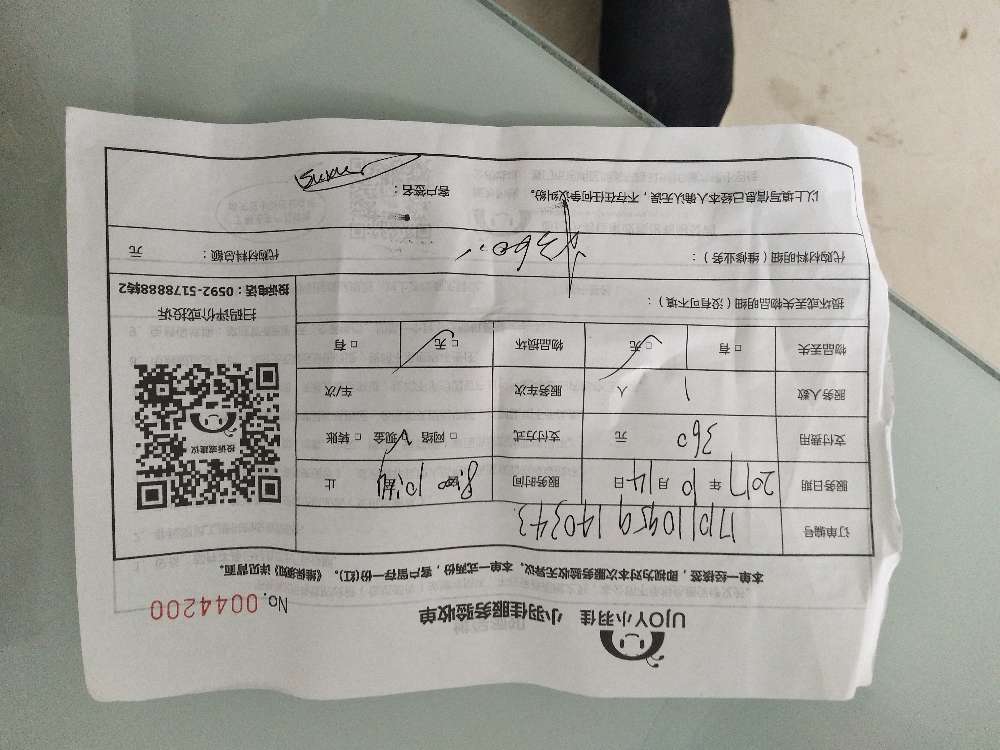 UJOY小羽佳 小羽佳服务验收单
No. 0044200
本单一经接签，即视为对本次服务验收无异议，本单一式两份，客户留存一份(红)。《维保须知》详见背面。
订单编号
服务日期 2017 年 10 月 14 日 服务时间 8:00 止
支付费用 360 元 支付方式 □ 网络 现金 □ 转账
服务人数 1 人 服务车次 车/次
物品丢失 □ 有 □ 无 物品损坏 □ 无 □ 有
投诉或建议
扫码评价或投诉
投诉电话：0592-5178888转2
损坏或丢失物品明细（没有可不填）：
代购材料明细（维修业务）： ¥360. 代购材料总额： 元
以上填写信息已经本人确认无误，不存在任何争议纠纷。 客户签名：